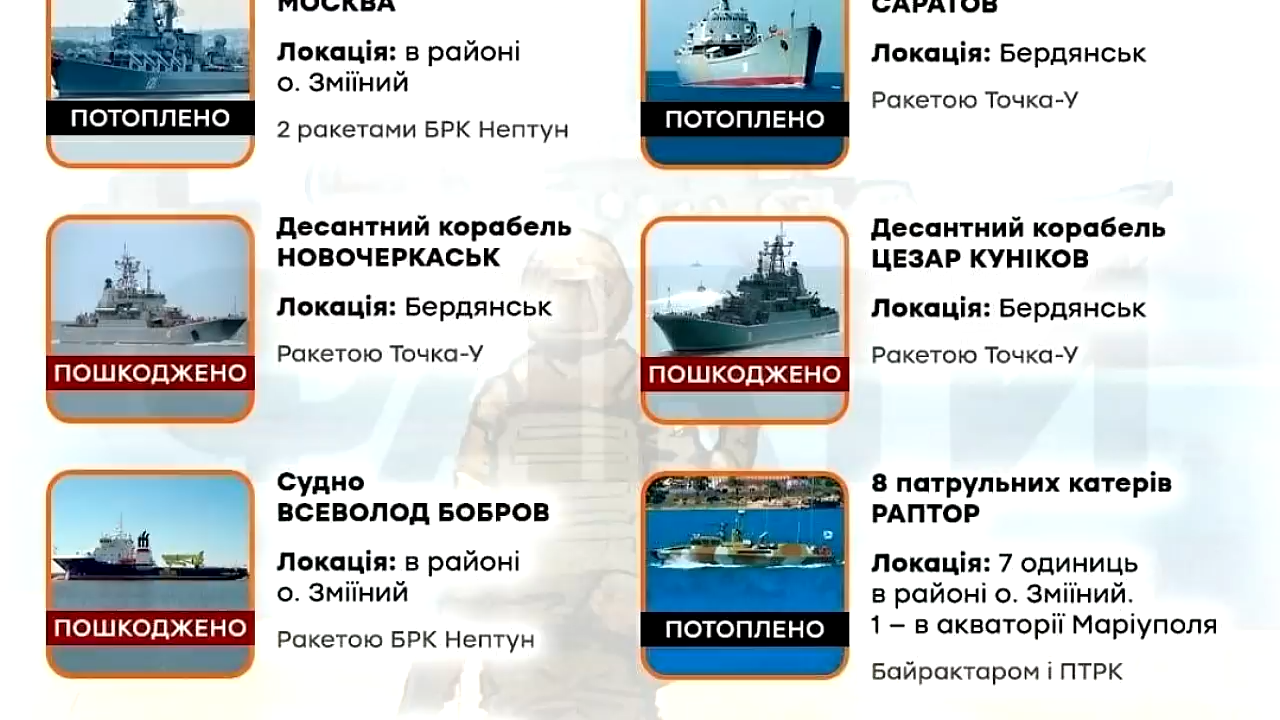 МОСКВА
Локація: в районі
о. Зміїний
ПОТОПЛЕНО
2 ракетами БРК Нептун
САРАТОВ
Локація: Бердянськ
Ракетою Точка-У
ПОТОПЛЕНО
Десантний корабель
НОВОЧЕРКАСЬК
Локація: Бердянськ
Ракетою Точка-У
ПОШКОДЖЕНО
Десантний корабель
ЦЕЗАР КУНІКОВ
Локація: Бердянськ
Ракетою Точка-У
ПОШКОДЖЕНО
Судно
ВСЕВОЛОД БОБРОВ
Локація: в районі
о. Зміїний
ПОШКОДЖЕНО
Ракетою БРК Нептун
8 патрульних катерів
РАПТОР
Локація: 7 одиниць
в районі о. Зміїний.
1 – в акваторії Маріуполя
ПОТОПЛЕНО
Байрактаром і ПТРК